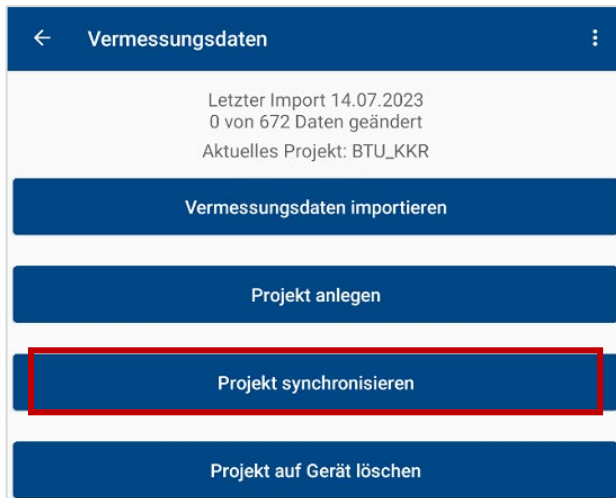 Vermessungsdaten
Letzter Import 14.07.2023
0 von 672 Daten geändert
Aktuelles Projekt: BTU_KKR
Vermessungsdaten importieren
Projekt anlegen
Projekt synchronisieren
Projekt auf Gerät löschen